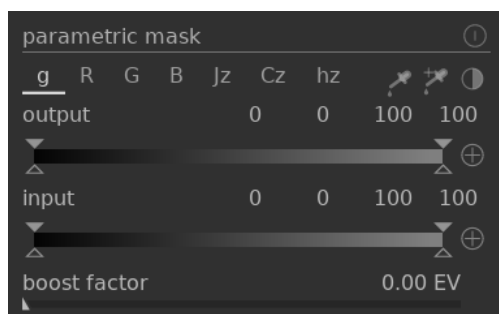 parametric mask
g R G B Jz Cz hz
output 0 0 100 100
input 0 0 100 100
boost factor 0.00 EV